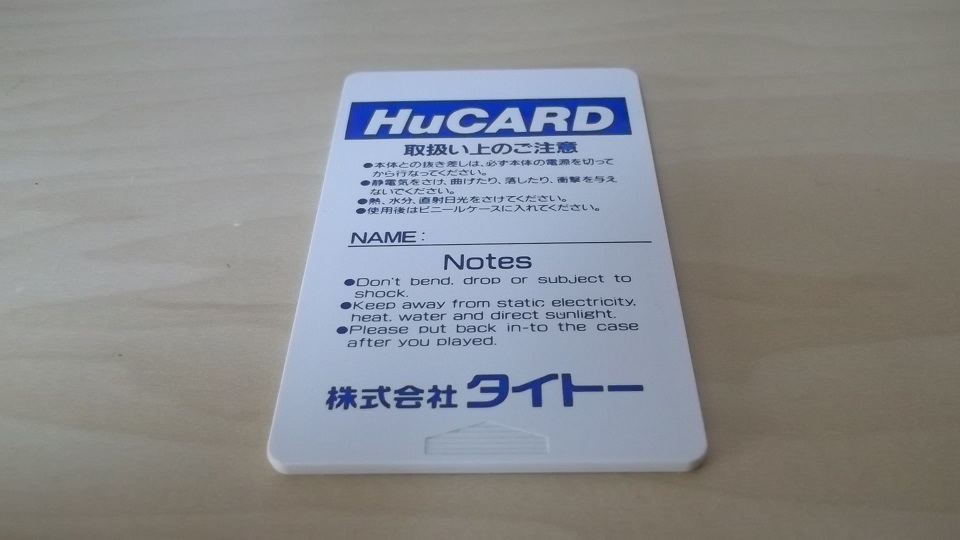 HuCARD
取扱い上のご注意
●本体との抜き差しは、必ず本体の電源を切って
から行なってください。
●静電気をさけ、曲げたり、落したり、衝撃を与え
ないでください。
●熱、水分、直射日光をさけてください。
●使用後はビニールケースに入れてください。
NAME:
Notes
●Don't bend, drop or subject to
shock.
●Keep away from static electricity,
heat, water and direct sunlight.
●Please put back in-to the case
after you played.
株式会社 タイトー